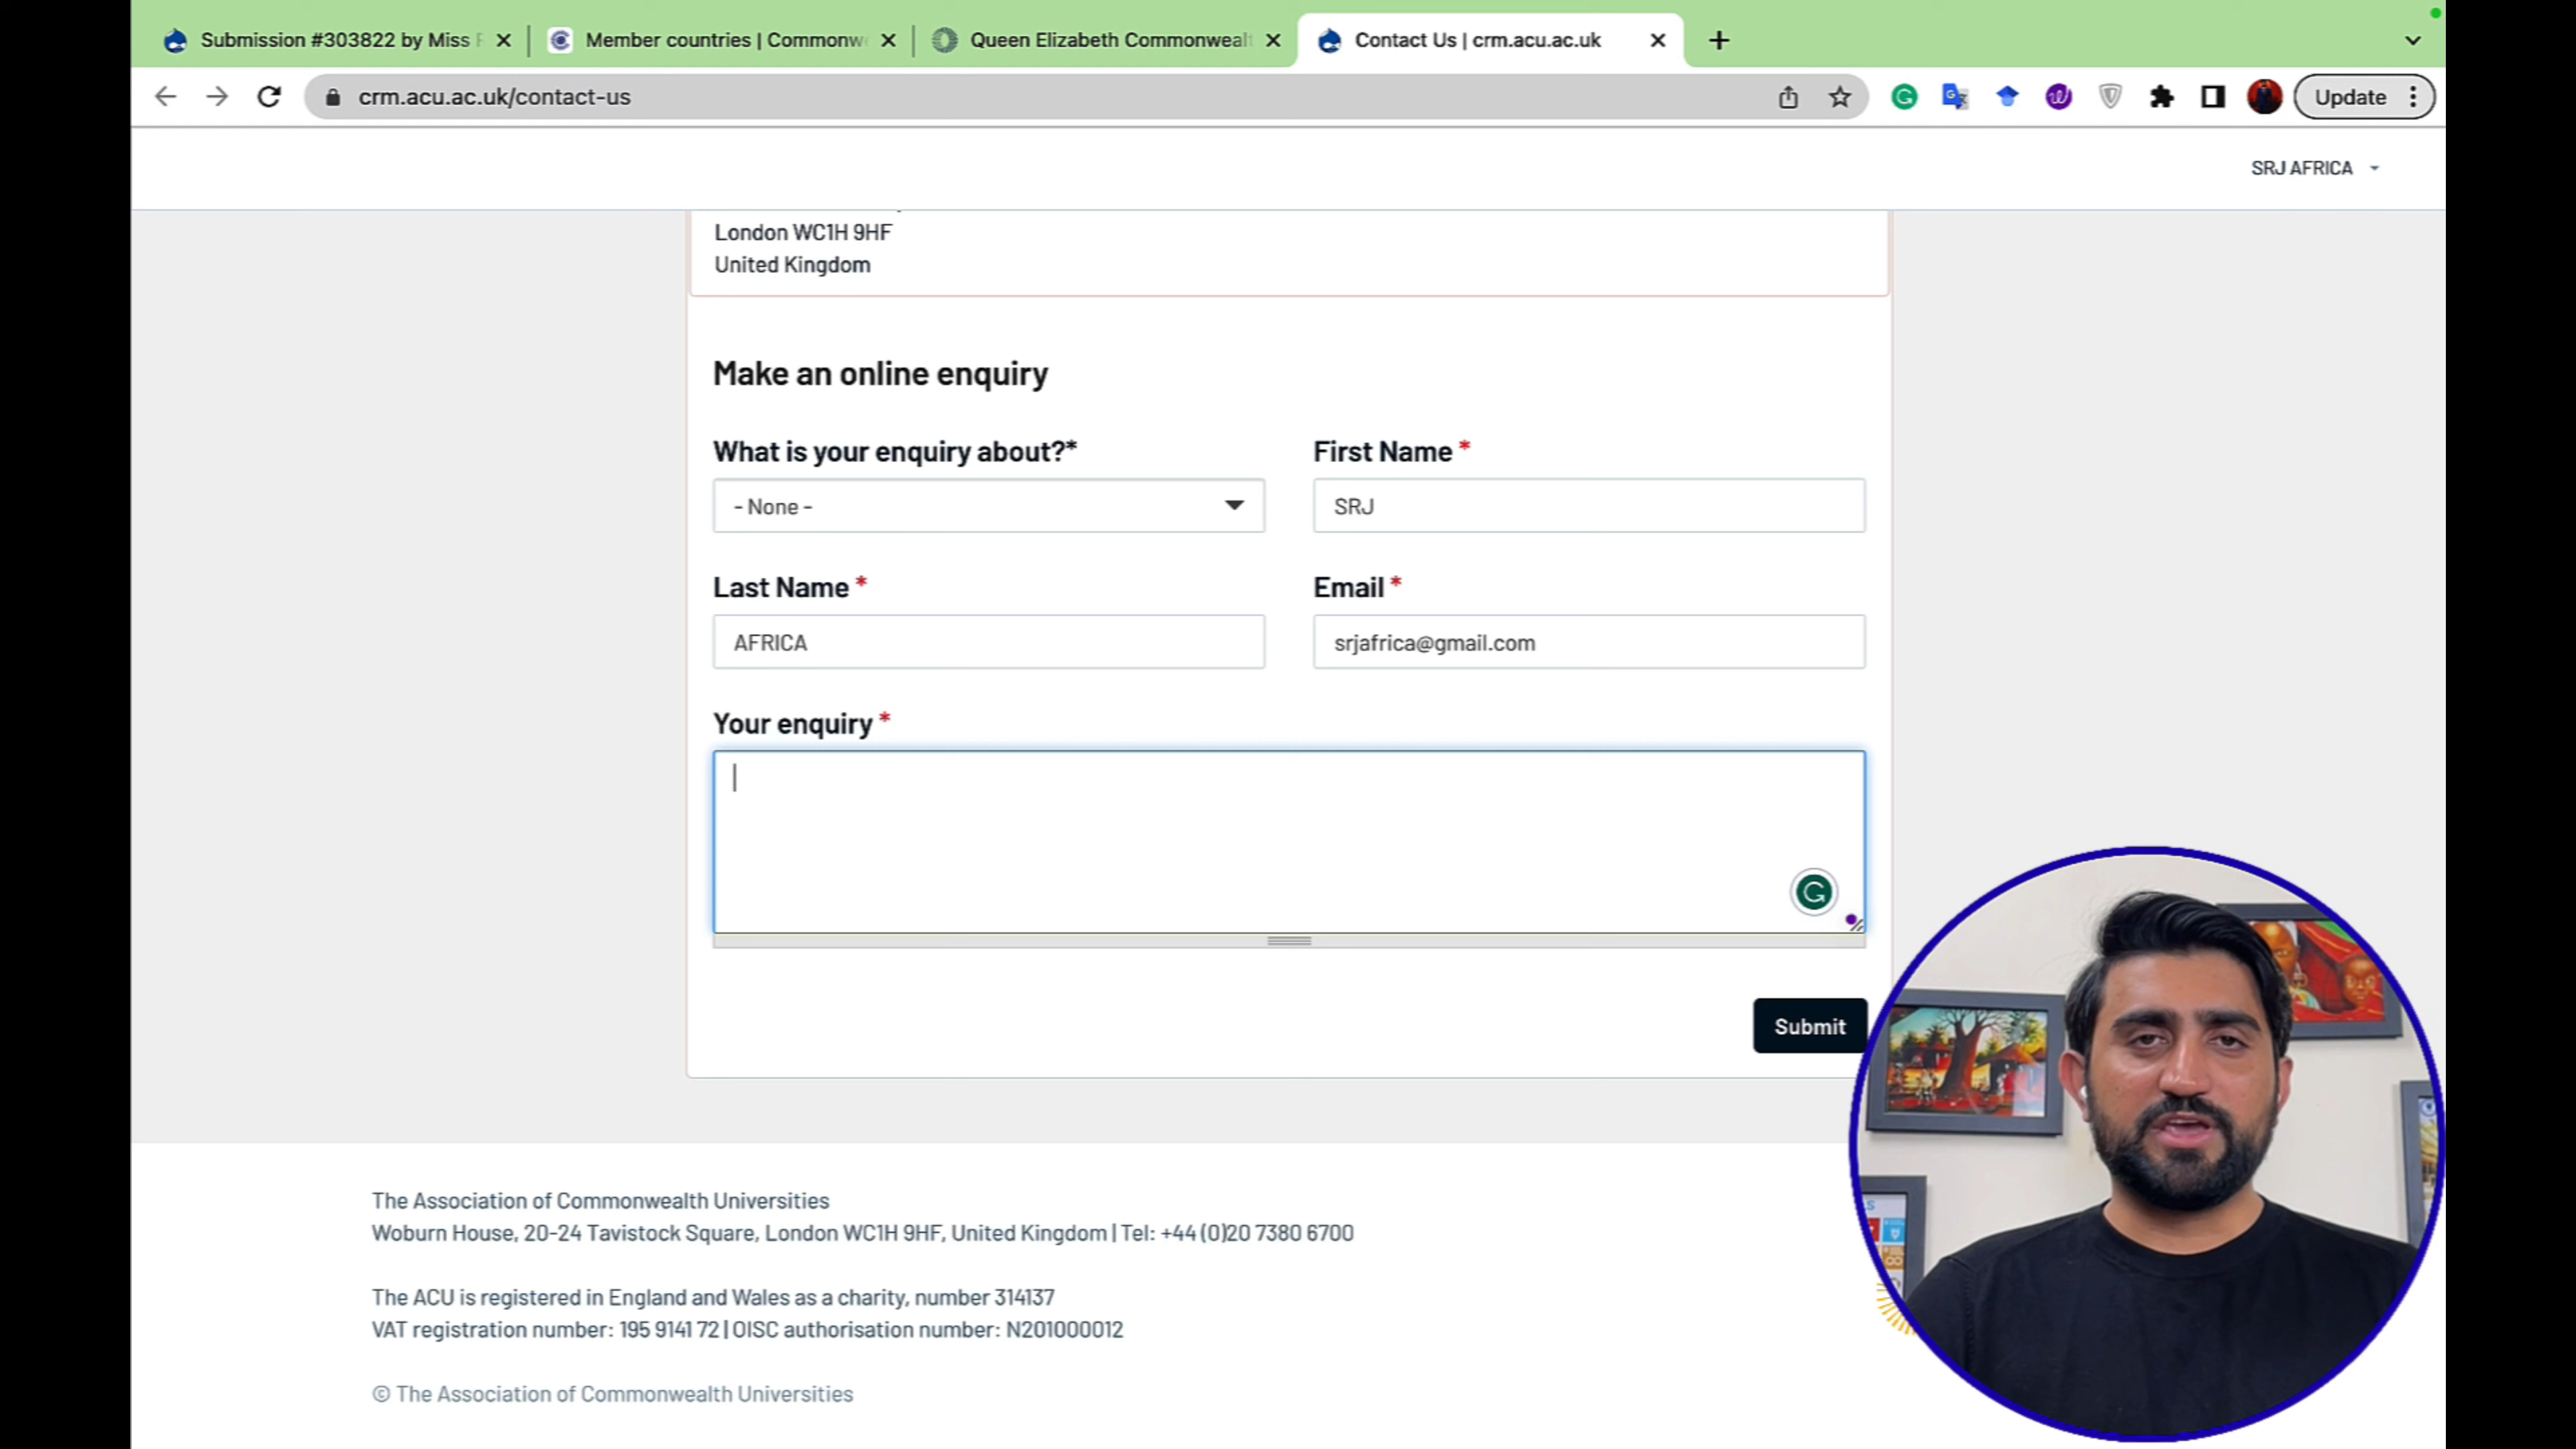 Submission #303822 by Miss
Member countries | Commonw
Queen Elizabeth Commonwealt
Contact Us | crm.acu.ac.uk
crm.acu.ac.uk/contact-us
Update
SRJ AFRICA
London WC1H 9HF
United Kingdom
Make an online enquiry
What is your enquiry about?*
First Name *
- None -
SRJ
Last Name *
Email *
AFRICA
srjafrica@gmail.com
Your enquiry *
Submit
The Association of Commonwealth Universities
Woburn House, 20-24 Tavistock Square, London WC1H 9HF, United Kingdom | Tel: +44 (0)20 7380 6700
The ACU is registered in England and Wales as a charity, number 314137
VAT registration number: 195 9141 72 | OISC authorisation number: N201000012
© The Association of Commonwealth Universities